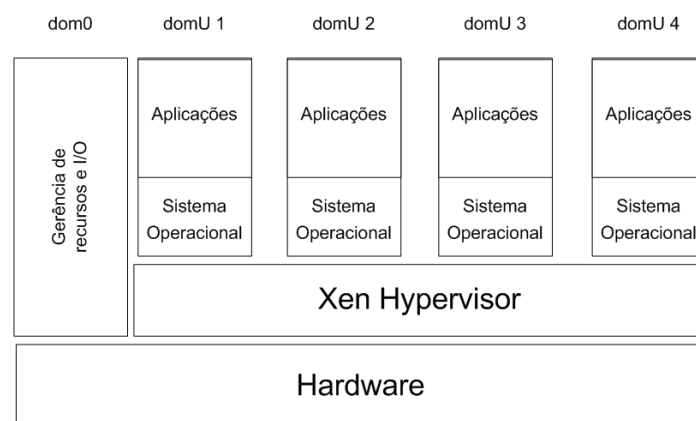 dom0 domU 1 domU 2 domU 3 domU 4
Gerência de
recursos e I/O
Aplicações Aplicações Aplicações Aplicações
Sistema Sistema Sistema Sistema
Operacional Operacional Operacional Operacional
Xen Hypervisor
Hardware